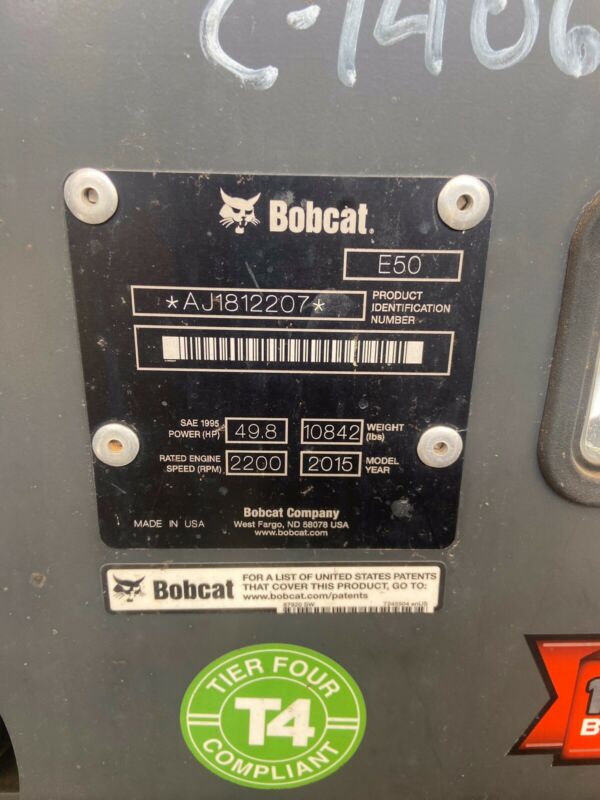 C-1406
Bobcat.
E50
*AJ1812207*
PRODUCT
IDENTIFICATION
NUMBER
SAE 1995
POWER (HP)
49.8
10842
WEIGHT
(lbs)
RATED ENGINE
SPEED (RPM)
2200
2015
MODEL
YEAR
Bobcat Company
West Fargo, ND 58078 USA
www.bobcat.com
MADE IN USA
Bobcat
FOR A LIST OF UNITED STATES PATENTS
THAT COVER THIS PRODUCT, GO TO:
www.bobcat.com/patents
TIER FOUR
T4
COMPLIANT